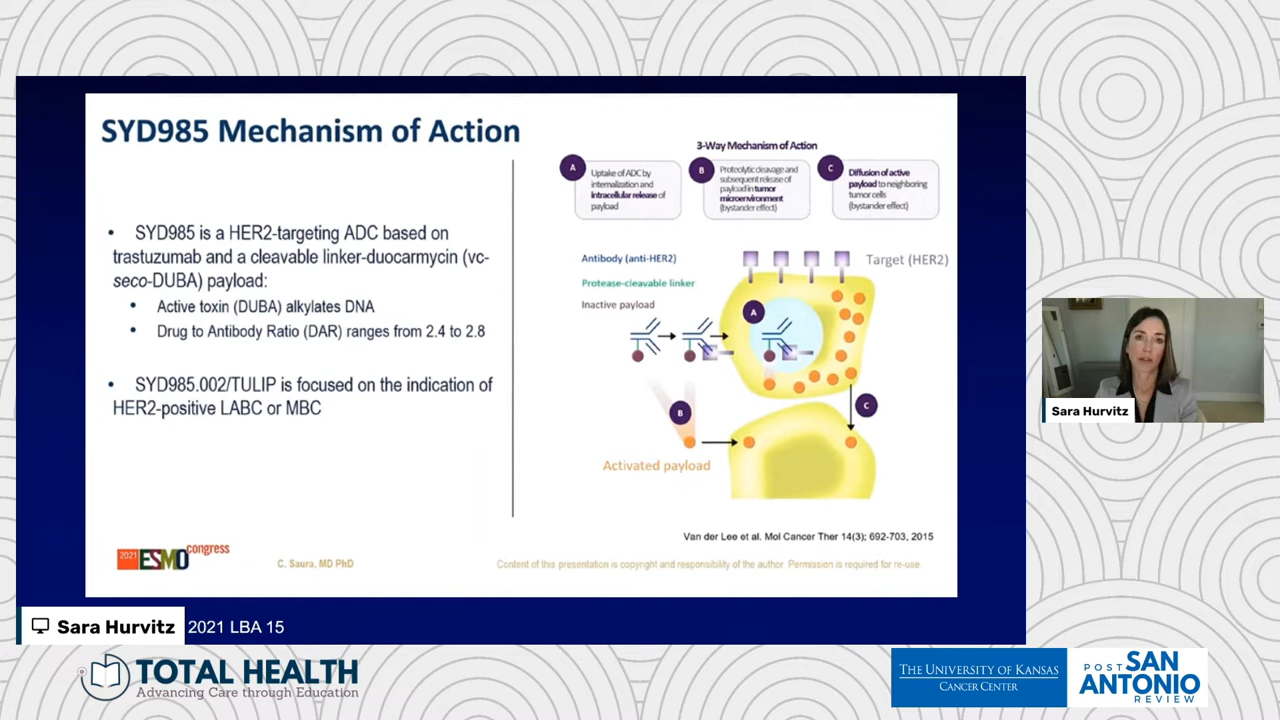 SYD985 Mechanism of Action
• SYD985 is a HER2-targeting ADC based on
trastuzumab and a cleavable linker-duocarmycin (vc-
seco-DUBA) payload:
• Active toxin (DUBA) alkylates DNA
• Drug to Antibody Ratio (DAR) ranges from 2.4 to 2.8
• SYD985.002/TULIP is focused on the indication of
HER2-positive LABC or MBC
3-Way Mechanism of Action
A
Uptake of ADC by
internalization and
intracellular release of
payload
B
Proteolytic cleavage and
subsequent release of
payload in tumor
microenvironment
(bystander effect)
C
Diffusion of active
payload to neighboring
tumor cells
(bystander effect)
Antibody (anti-HER2)
Protease-cleavable linker
Inactive payload
Target (HER2)
A
B
C
Activated payload
Van der Lee et al. Mol Cancer Ther 14(3); 692-703, 2015
2021 ESMO congress
C. Saura, MD PhD
Content of this presentation is copyright and responsibility of the author. Permission is required for re-use.
Sara Hurvitz
2021 LBA 15
Sara Hurvitz
TOTAL HEALTH
Advancing Care through Education
THE UNIVERSITY OF KANSAS
CANCER CENTER
POST
SAN
ANTONIO
REVIEW